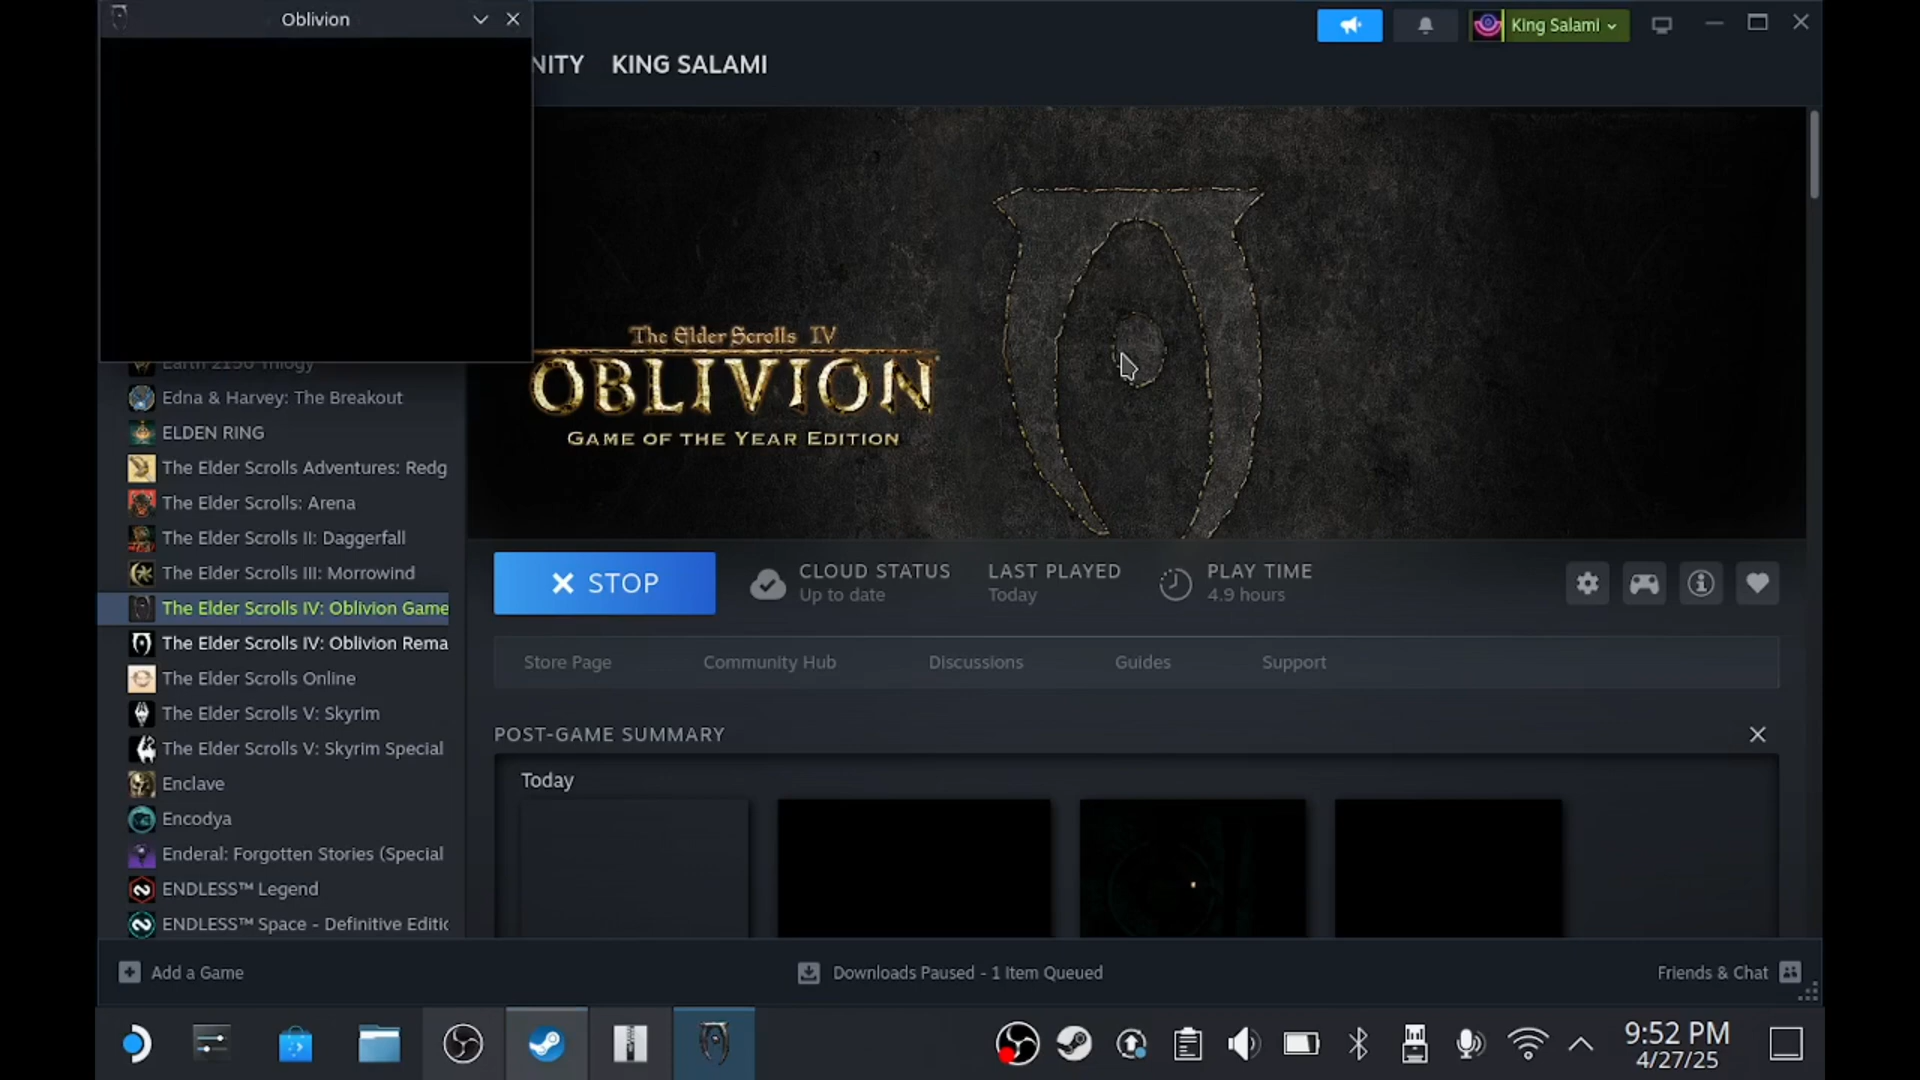 Oblivion
NITY KING SALAMI
King Salami
The Elder Scrolls IV
OBLIVION
GAME OF THE YEAR EDITION
Earth 2150 Trilogy
Edna & Harvey: The Breakout
ELDEN RING
The Elder Scrolls Adventures: Redg
The Elder Scrolls: Arena
The Elder Scrolls II: Daggerfall
The Elder Scrolls III: Morrowind
The Elder Scrolls IV: Oblivion Game
The Elder Scrolls IV: Oblivion Rema
The Elder Scrolls Online
The Elder Scrolls V: Skyrim
The Elder Scrolls V: Skyrim Special
Enclave
Encodya
Enderal: Forgotten Stories (Special
ENDLESS™ Legend
ENDLESS™ Space - Definitive Editic
STOP
CLOUD STATUS
Up to date
LAST PLAYED
Today
PLAY TIME
4.9 hours
Store Page Community Hub Discussions Guides Support
POST-GAME SUMMARY
Today
Add a Game
Downloads Paused - 1 Item Queued
Friends & Chat
9:52 PM
4/27/25